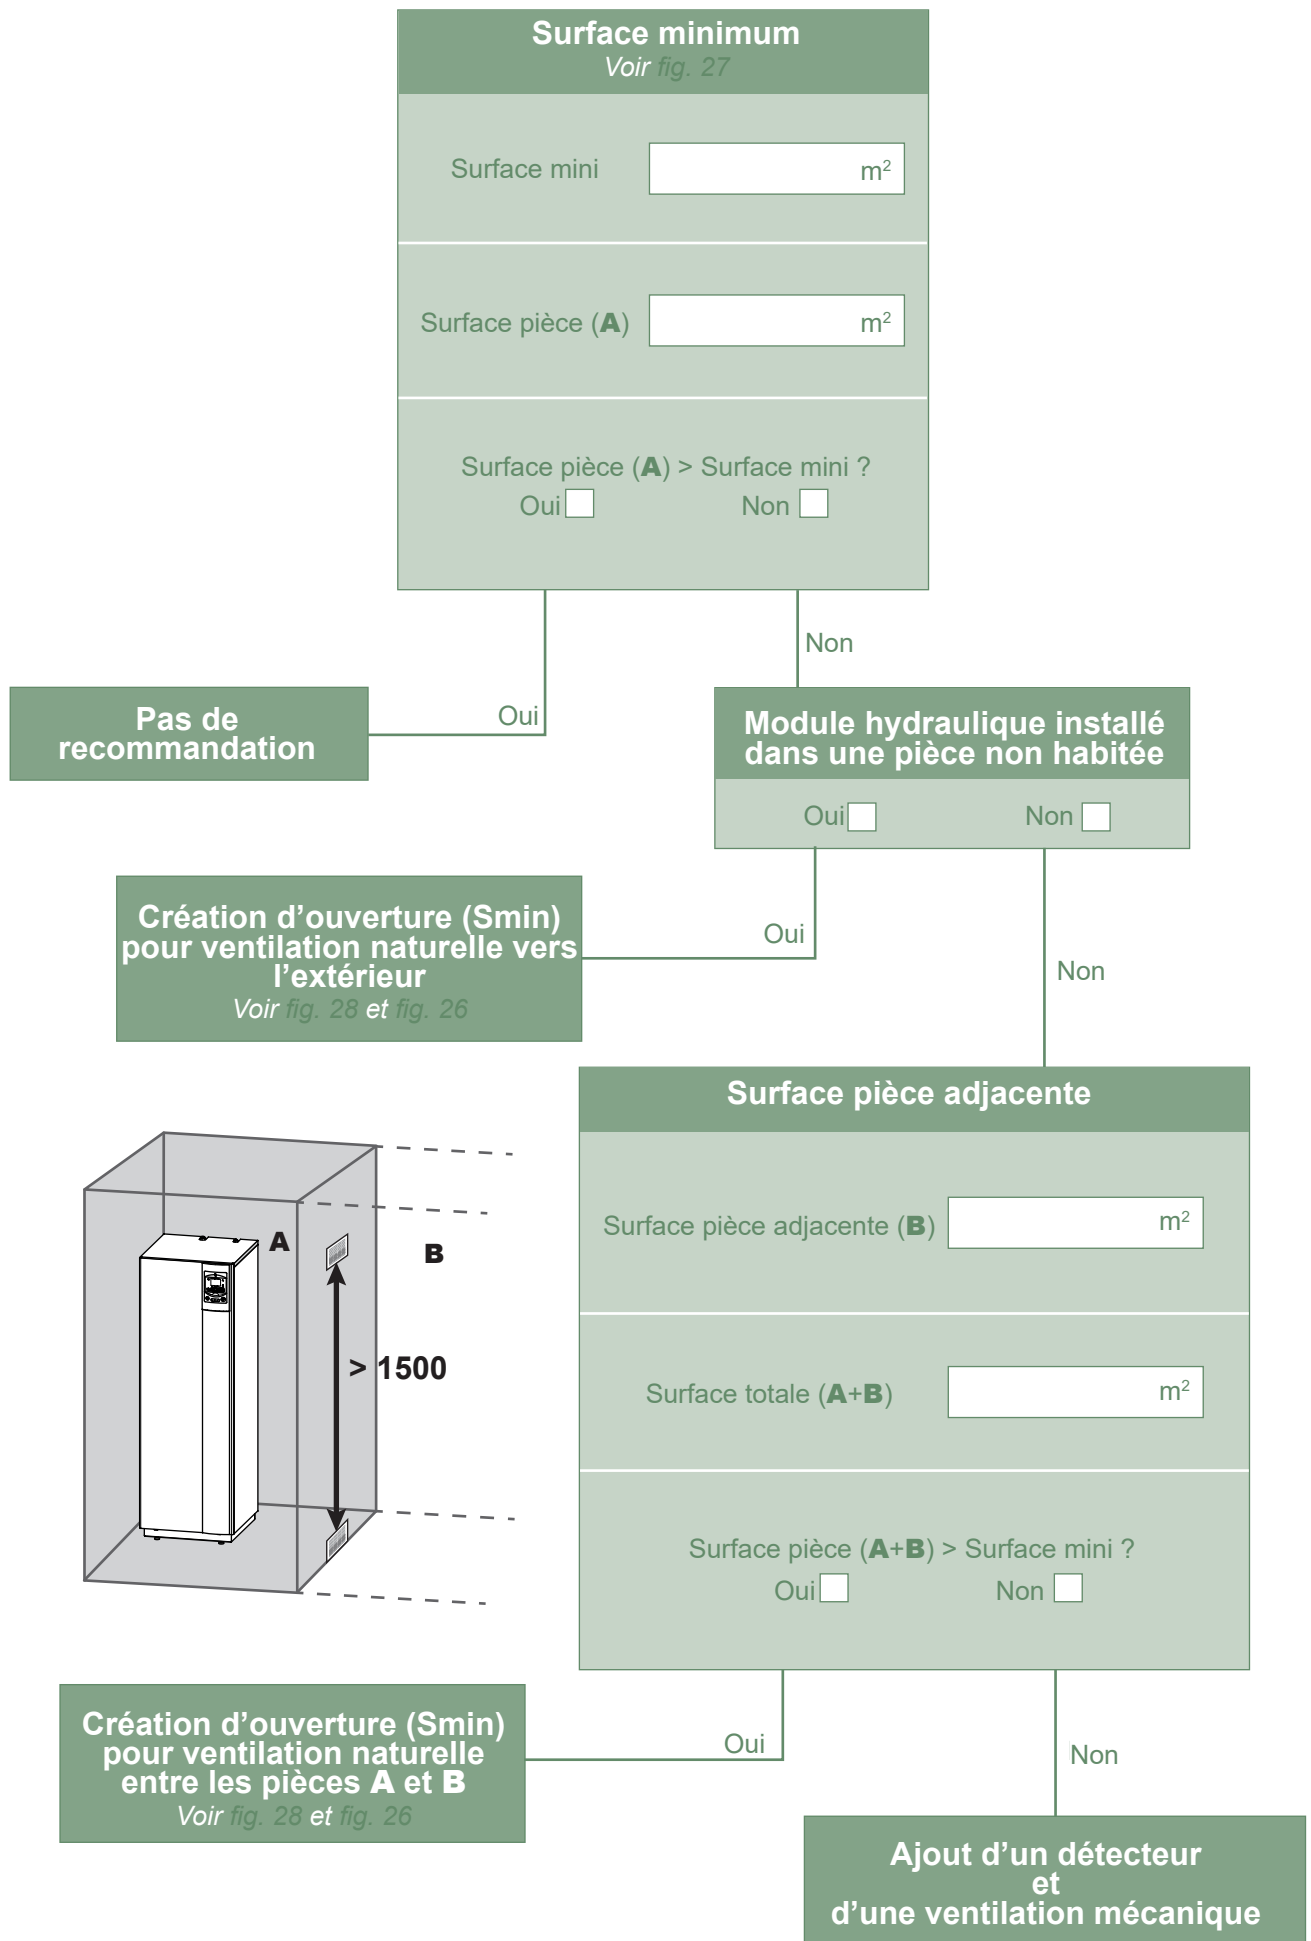 Surface minimum
Voir fig. 27
Surface mini
m²
Surface pièce (A)
m²
Surface pièce (A) > Surface mini ?
Oui
Non
Non
Oui
Pas de
recommandation
Module hydraulique installé
dans une pièce non habitée
Oui
Non
Création d’ouverture (Smin)
pour ventilation naturelle vers
l’extérieur
Voir fig. 28 et fig. 26
Oui
Non
Surface pièce adjacente
Surface pièce adjacente (B)
m²
Surface totale (A+B)
m²
Surface pièce (A+B) > Surface mini ?
Oui
Non
A
B
> 1500
Création d’ouverture (Smin)
pour ventilation naturelle
entre les pièces A et B
Voir fig. 28 et fig. 26
Oui
Non
Ajout d’un détecteur
et
d’une ventilation mécanique